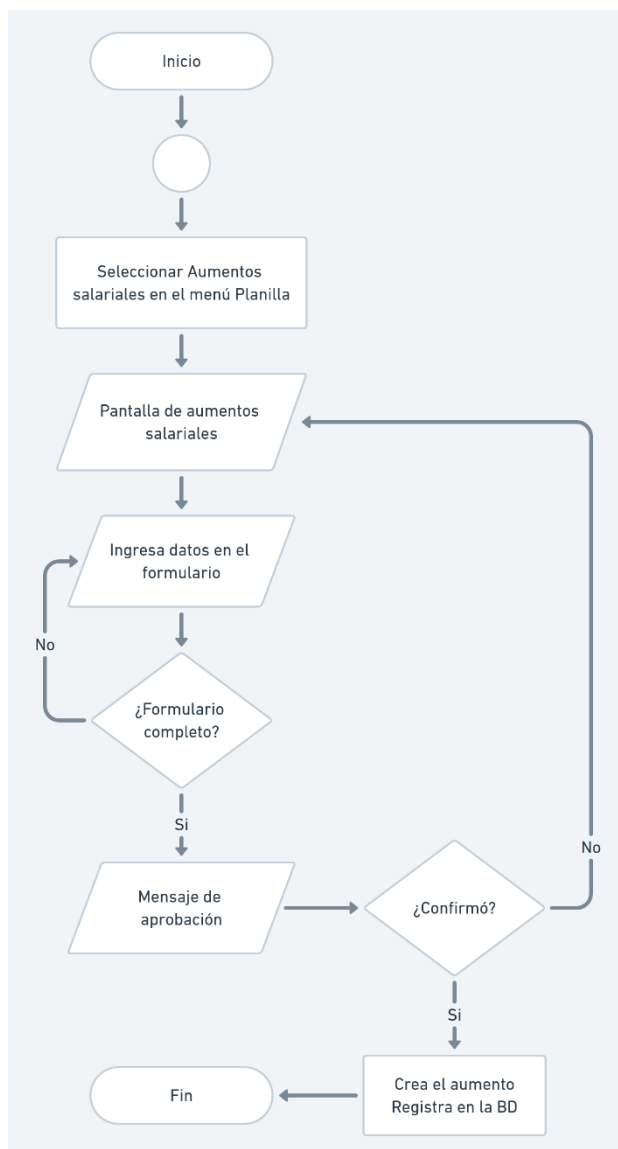 Inicio
Seleccionar Aumentos
salariales en el menú Planilla
Pantalla de aumentos
salariales
Ingresa datos en el
formulario
No
¿Formulario
completo?
Si
Mensaje de
aprobación
¿Confirmó?
No
Si
Crea el aumento
Registra en la BD
Fin